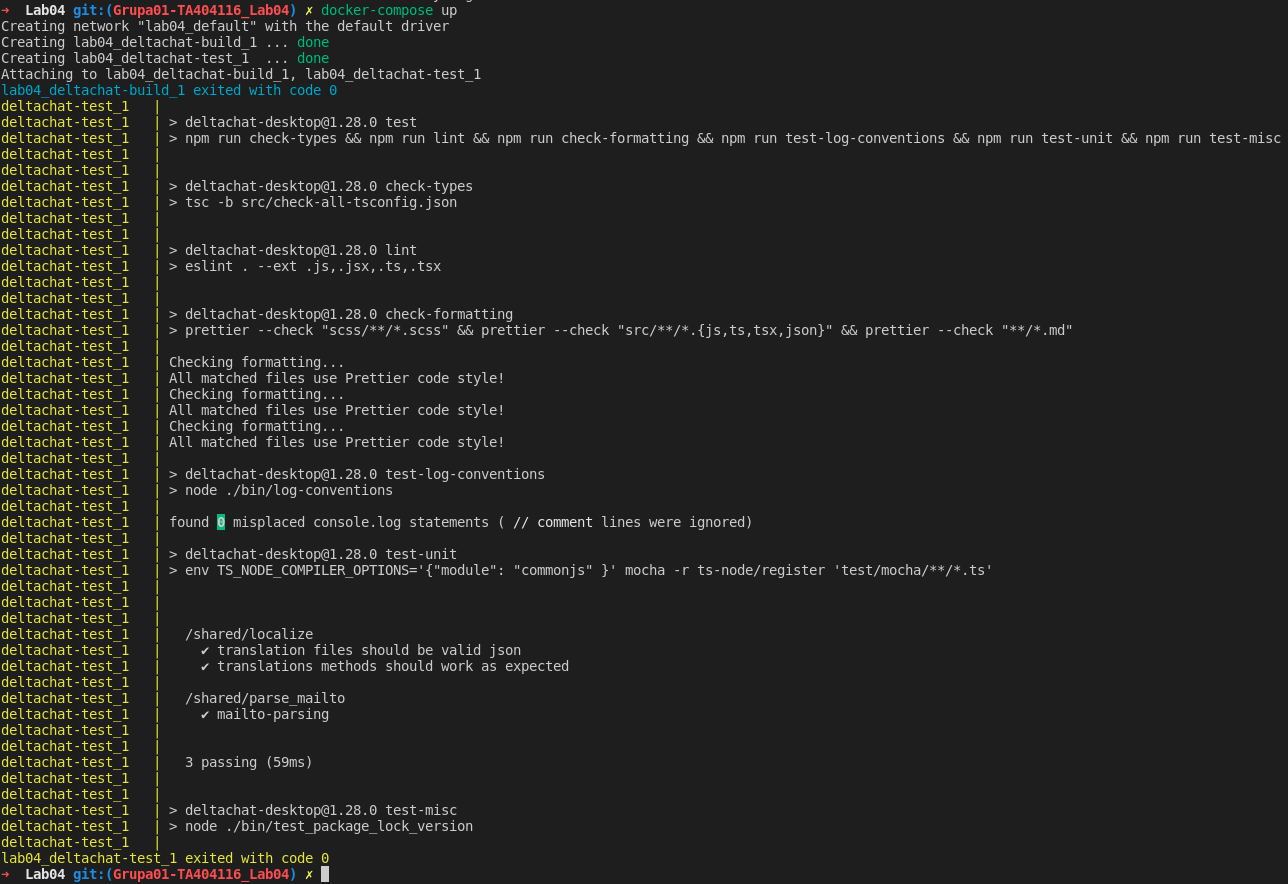 ➜  Lab04 git:(Grupa01-TA404116_Lab04) ✗ docker-compose up
Creating network "lab04_default" with the default driver
Creating lab04_deltachat-build_1 ... done
Creating lab04_deltachat-test_1  ... done
Attaching to lab04_deltachat-build_1, lab04_deltachat-test_1
lab04_deltachat-build_1 exited with code 0
deltachat-test_1   |
deltachat-test_1   | > deltachat-desktop@1.28.0 test
deltachat-test_1   | > npm run check-types && npm run lint && npm run check-formatting && npm run test-log-conventions && npm run test-unit && npm run test-misc
deltachat-test_1   |
deltachat-test_1   |
deltachat-test_1   | > deltachat-desktop@1.28.0 check-types
deltachat-test_1   | > tsc -b src/check-all-tsconfig.json
deltachat-test_1   |
deltachat-test_1   |
deltachat-test_1   | > deltachat-desktop@1.28.0 lint
deltachat-test_1   | > eslint . --ext .js,.jsx,.ts,.tsx
deltachat-test_1   |
deltachat-test_1   |
deltachat-test_1   | > deltachat-desktop@1.28.0 check-formatting
deltachat-test_1   | > prettier --check "scss/**/*.scss" && prettier --check "src/**/*.{js,ts,tsx,json}" && prettier --check "**/*.md"
deltachat-test_1   |
deltachat-test_1   | Checking formatting...
deltachat-test_1   | All matched files use Prettier code style!
deltachat-test_1   | Checking formatting...
deltachat-test_1   | All matched files use Prettier code style!
deltachat-test_1   | Checking formatting...
deltachat-test_1   | All matched files use Prettier code style!
deltachat-test_1   |
deltachat-test_1   | > deltachat-desktop@1.28.0 test-log-conventions
deltachat-test_1   | > node ./bin/log-conventions
deltachat-test_1   |
deltachat-test_1   | found 0 misplaced console.log statements ( // comment lines were ignored)
deltachat-test_1   |
deltachat-test_1   | > deltachat-desktop@1.28.0 test-unit
deltachat-test_1   | > env TS_NODE_COMPILER_OPTIONS='{"module": "commonjs" }' mocha -r ts-node/register 'test/mocha/**/*.ts'
deltachat-test_1   |
deltachat-test_1   |
deltachat-test_1   |
deltachat-test_1   |   /shared/localize
deltachat-test_1   |     ✔ translation files should be valid json
deltachat-test_1   |     ✔ translations methods should work as expected
deltachat-test_1   |
deltachat-test_1   |   /shared/parse_mailto
deltachat-test_1   |     ✔ mailto-parsing
deltachat-test_1   |
deltachat-test_1   |
deltachat-test_1   |   3 passing (59ms)
deltachat-test_1   |
deltachat-test_1   |
deltachat-test_1   | > deltachat-desktop@1.28.0 test-misc
deltachat-test_1   | > node ./bin/test_package_lock_version
deltachat-test_1   |
lab04_deltachat-test_1 exited with code 0
➜  Lab04 git:(Grupa01-TA404116_Lab04) ✗